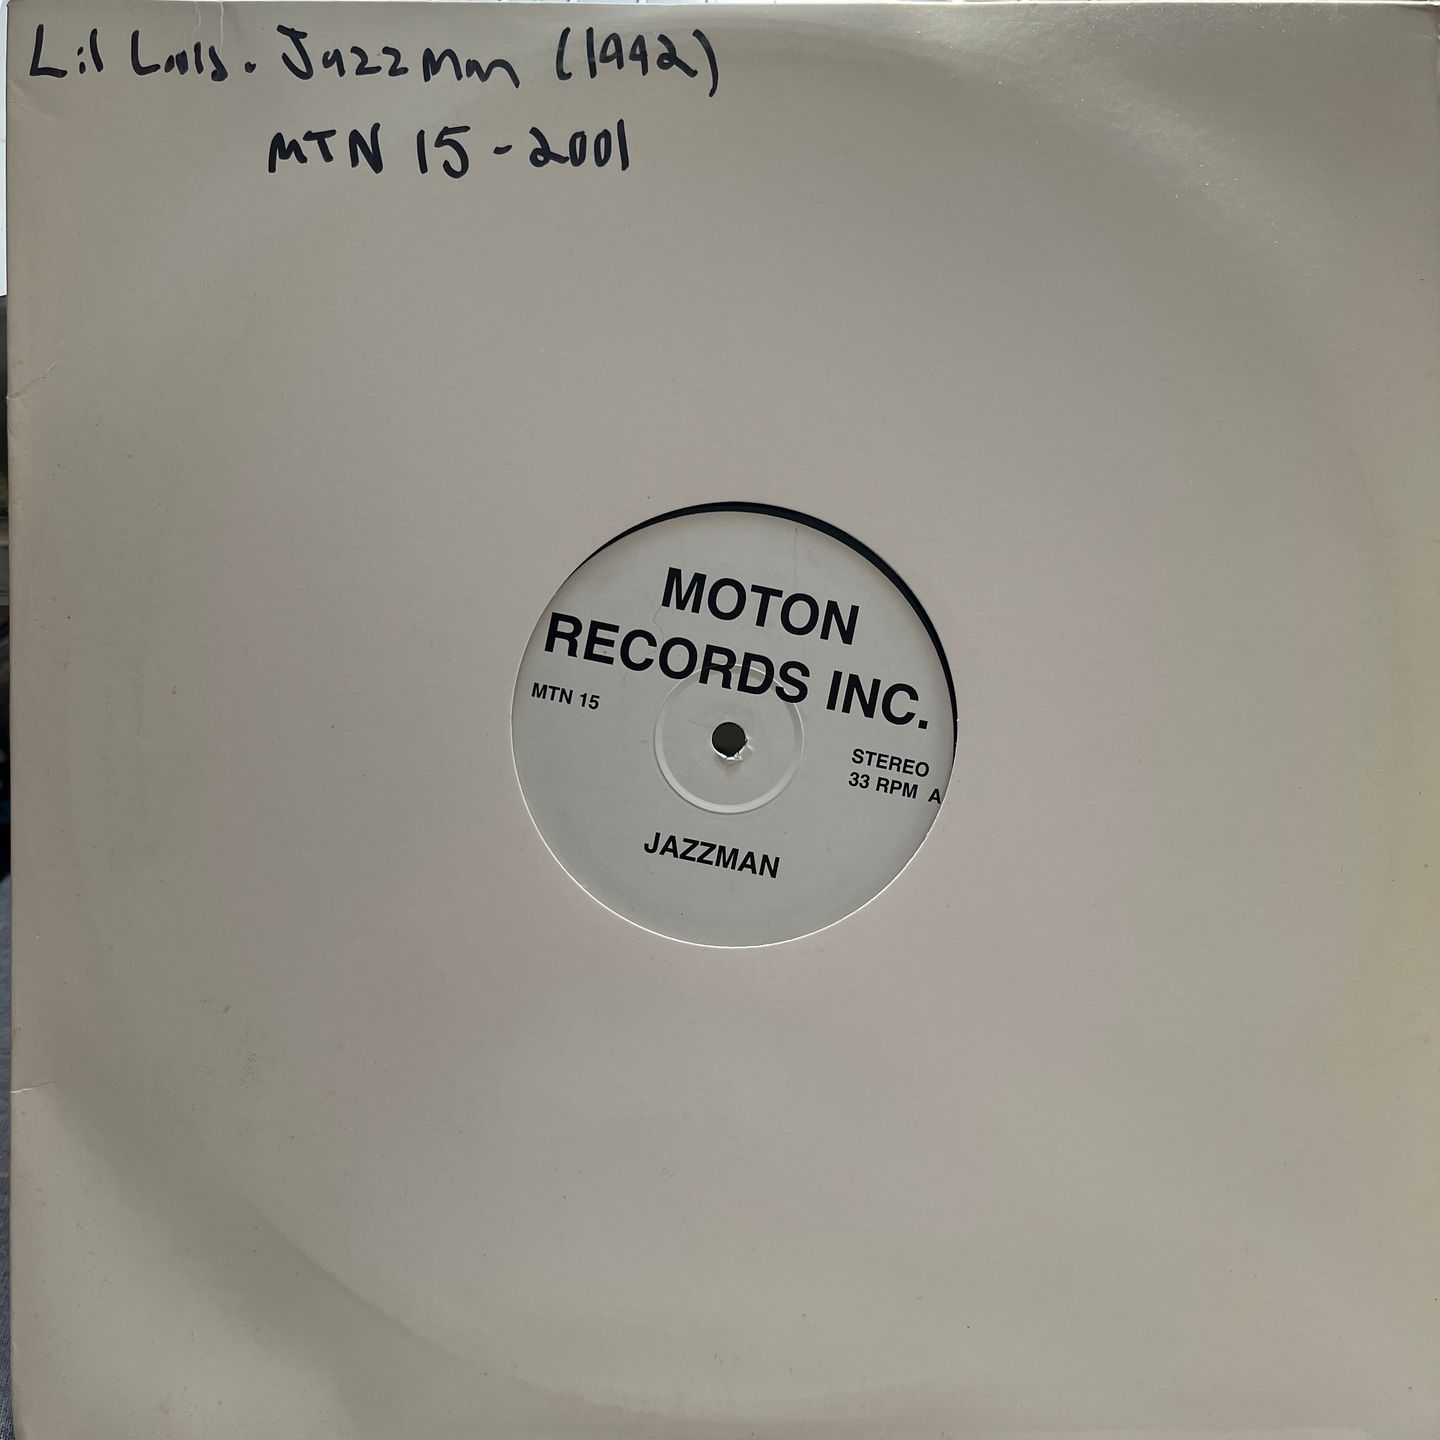 Lil Louis. Jazzman (1992)
MTN 15 - 2001
MOTON
RECORDS INC.
MTN 15
STEREO
33 RPM A
JAZZMAN